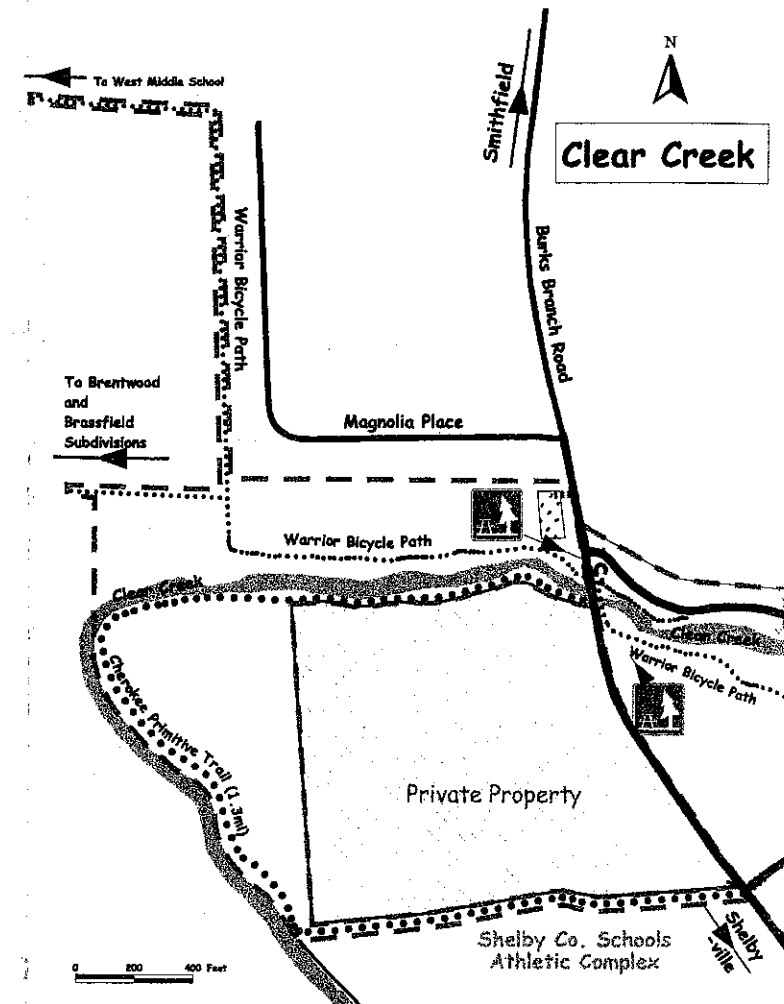 To West Middle School
N
Smithfield
Clear Creek
Warrior Bicycle Path
Burks Branch Road
To Brentwood
and
Brassfield
Subdivisions
Magnolia Place
Warrior Bicycle Path
Clear Creek
Clear Creek
Warrior Bicycle Path
Cherokee Primitive Trail (1.3mi)
Private Property
Shelby
-ville
Shelby Co. Schools
Athletic Complex
0 200 400 Feet